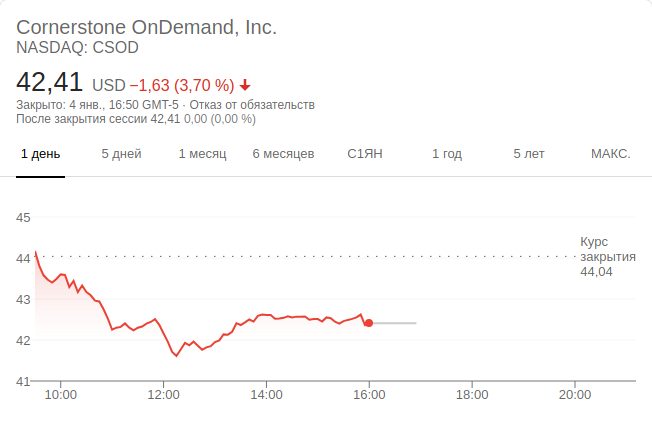 Cornerstone OnDemand, Inc.
NASDAQ: CSOD
42,41 USD −1,63 (3,70 %)
Закрыто: 4 янв., 16:50 GMT-5 · Отказ от обязательств
После закрытия сессии 42,41 0,00 (0,00 %)
1 день 5 дней 1 месяц 6 месяцев С1ЯН 1 год 5 лет МАКС.
45
Курс
44 закрытия
44,04
43
42
41
10:00 12:00 14:00 16:00 18:00 20:00